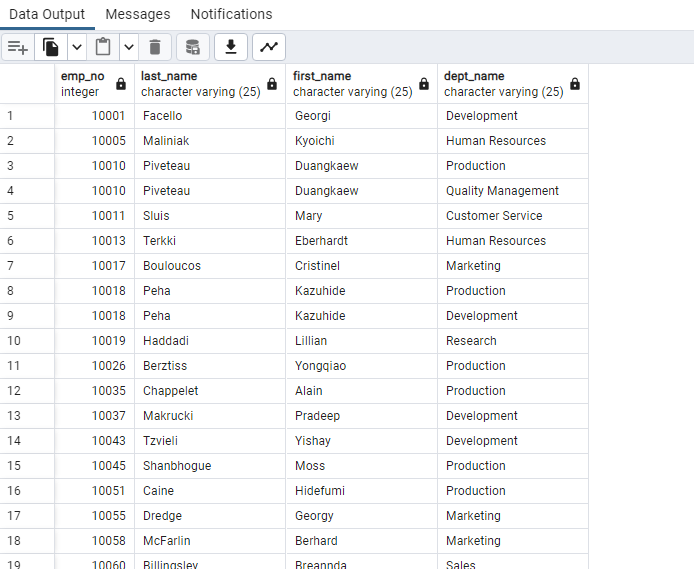 Data Output Messages Notifications
emp_no last_name first_name dept_name
integer character varying (25) character varying (25) character varying (25)
1 10001 Facello Georgi Development
2 10005 Maliniak Kyoichi Human Resources
3 10010 Piveteau Duangkaew Production
4 10010 Piveteau Duangkaew Quality Management
5 10011 Sluis Mary Customer Service
6 10013 Terkki Eberhardt Human Resources
7 10017 Bouloucos Cristinel Marketing
8 10018 Peha Kazuhide Production
9 10018 Peha Kazuhide Development
10 10019 Haddadi Lillian Research
11 10026 Berztiss Yongqiao Production
12 10035 Chappelet Alain Production
13 10037 Makrucki Pradeep Development
14 10043 Tzvieli Yishay Development
15 10045 Shanbhogue Moss Production
16 10051 Caine Hidefumi Production
17 10055 Dredge Georgy Marketing
18 10058 McFarlin Berhard Marketing
19 10060 Billingsley Breannda Sales